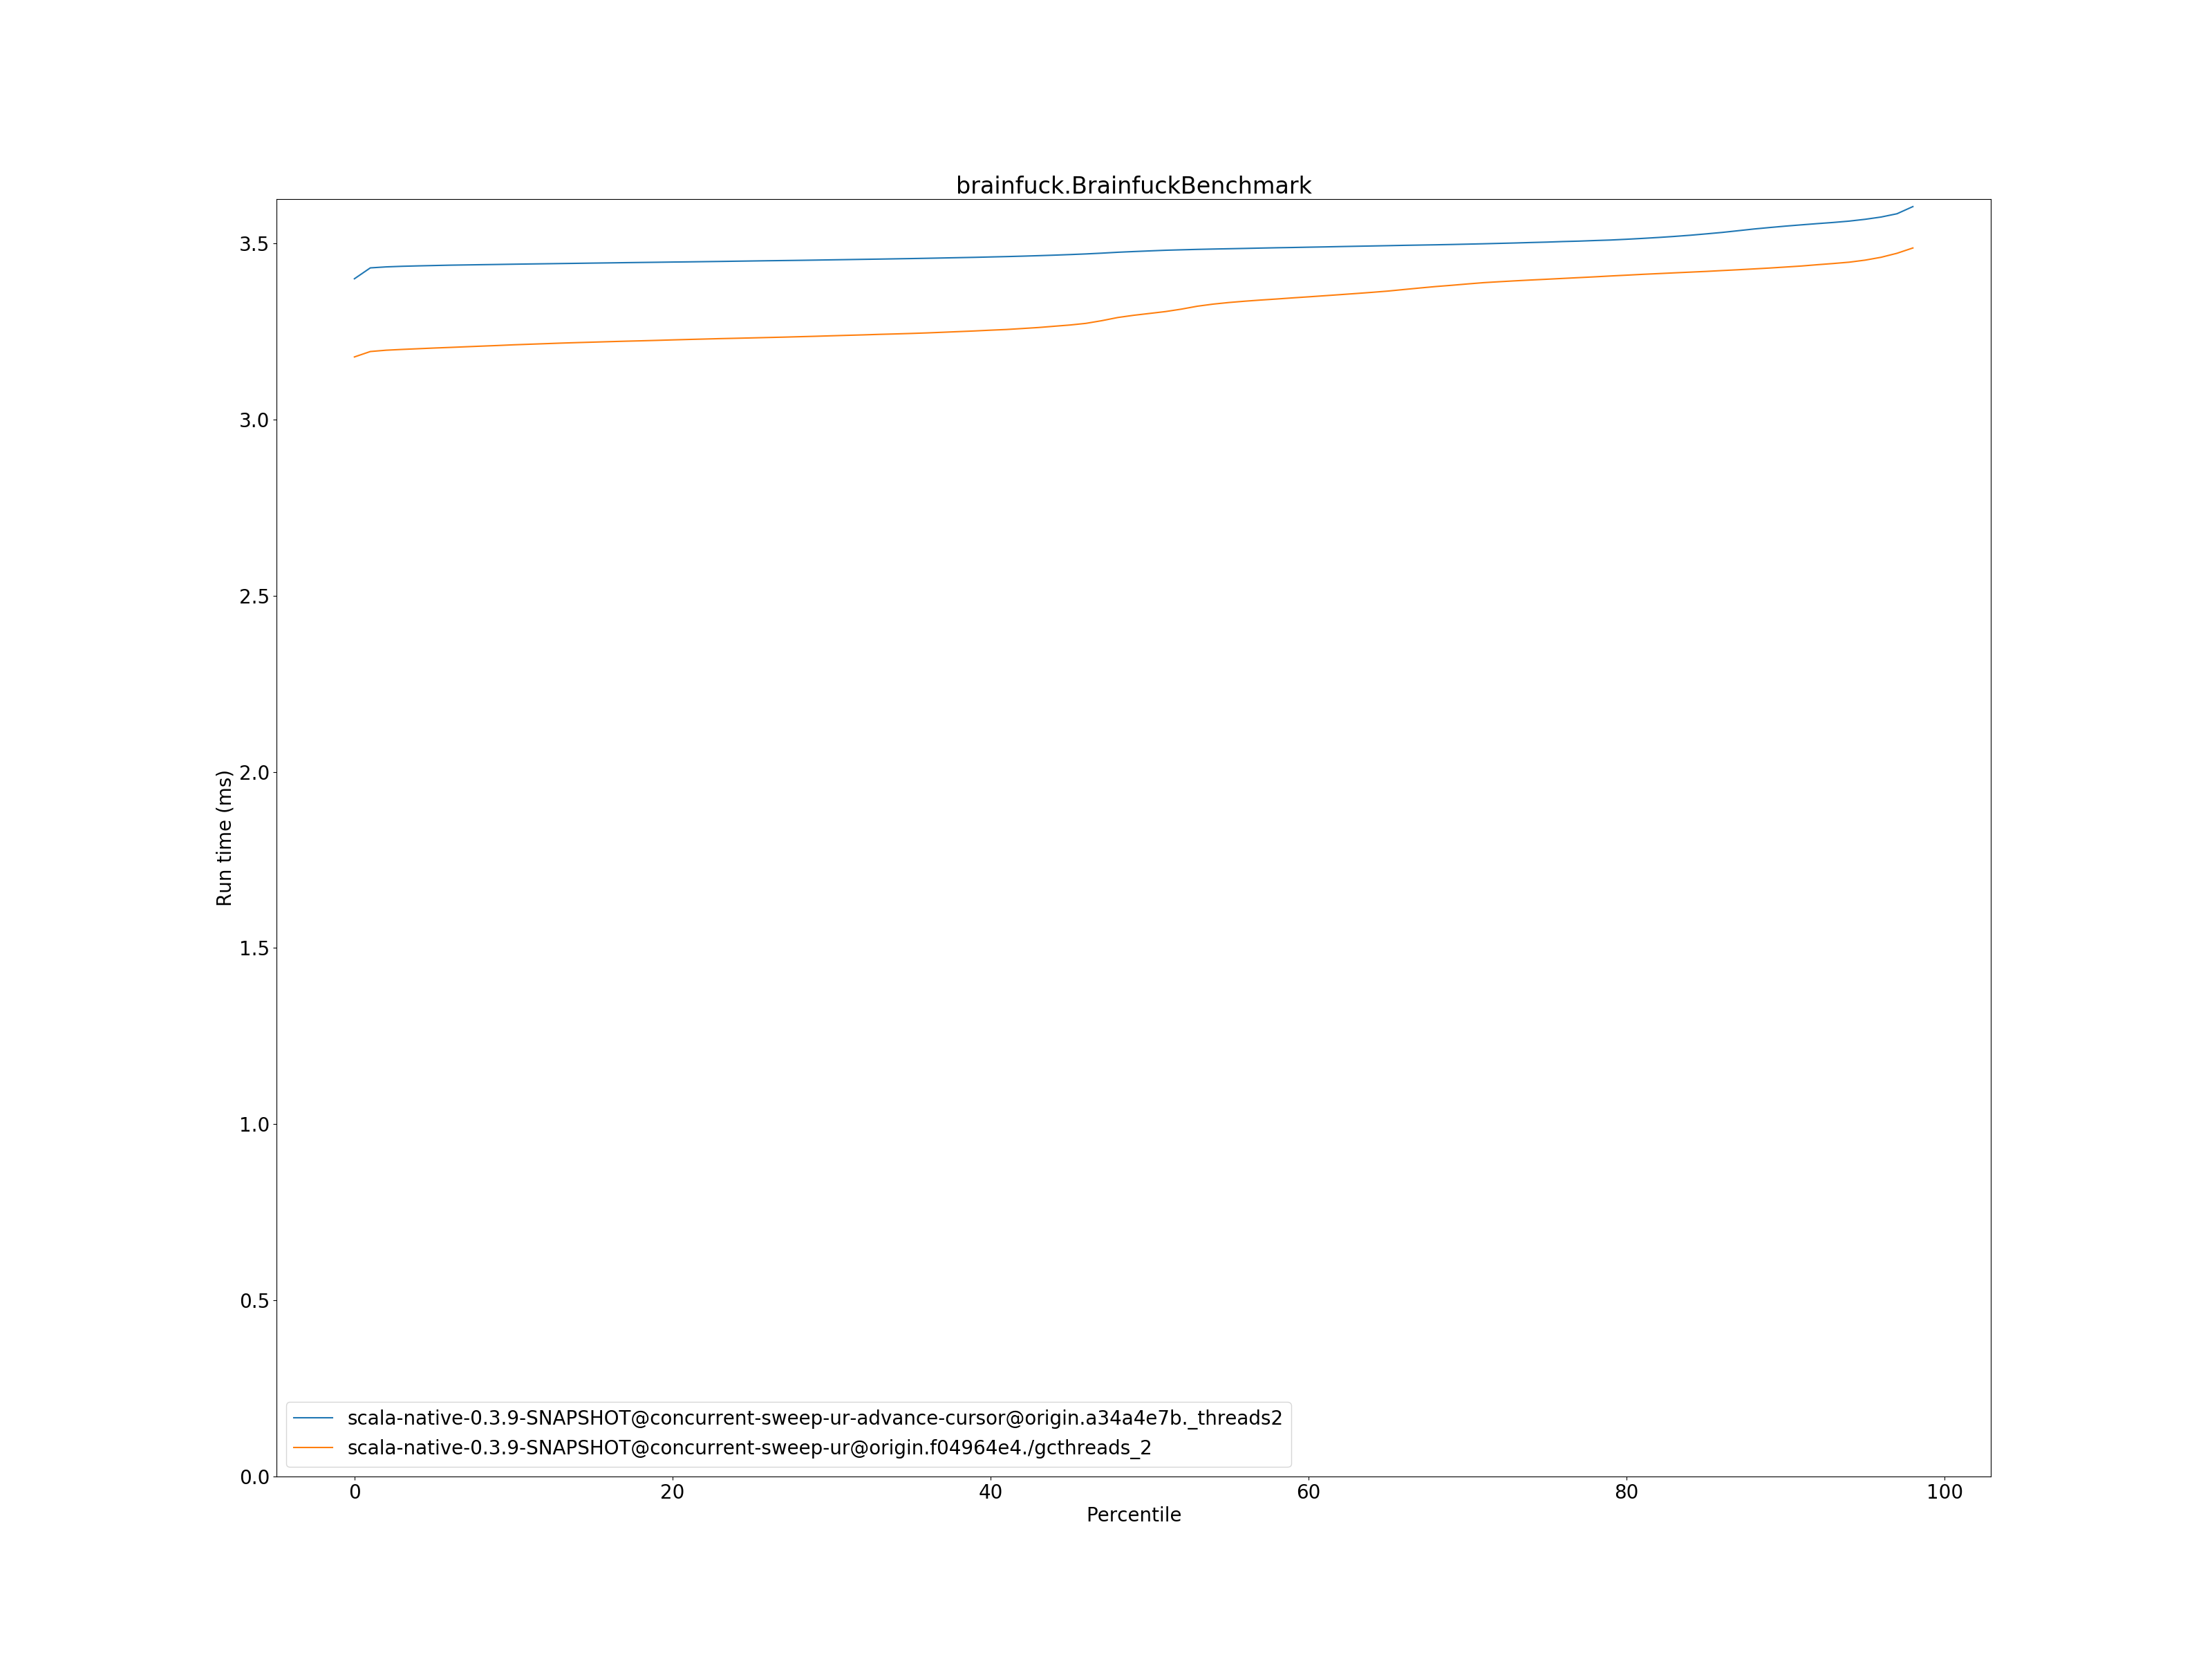 brainfuck.BrainfuckBenchmark
3.5
3.0
2.5
2.0
1.5
1.0
0.5
0.0
Run time (ms)
scala-native-0.3.9-SNAPSHOT@concurrent-sweep-ur-advance-cursor@origin.a34a4e7b._threads2
scala-native-0.3.9-SNAPSHOT@concurrent-sweep-ur@origin.f04964e4./gcthreads_2
0 20 40 60 80 100
Percentile